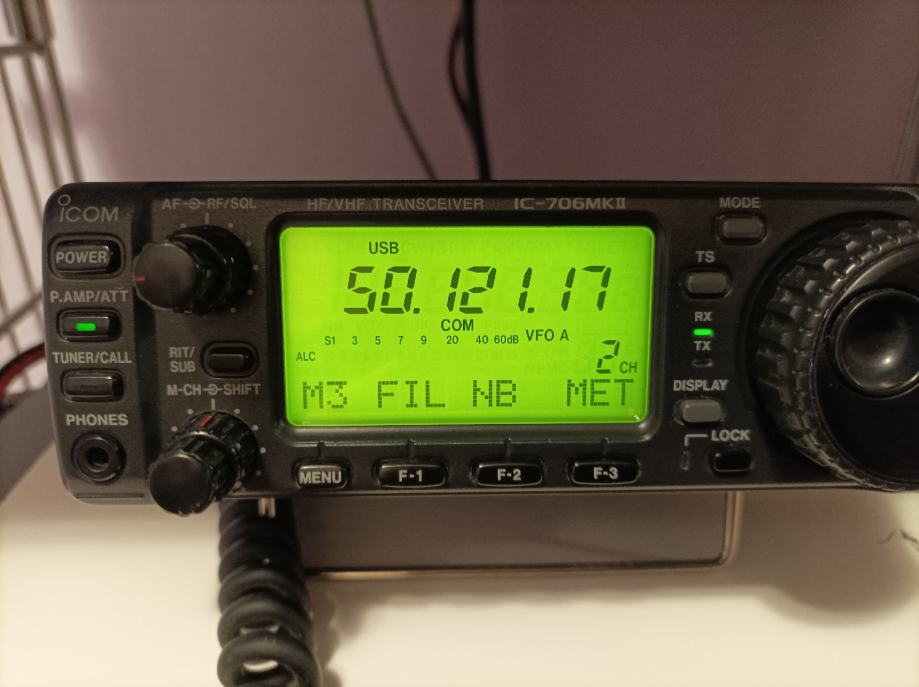 ICOM
AF RF/SQL
HF/VHF TRANSCEIVER IC-706MKII
MODE
POWER
P.AMP/ATT
TUNER/CALL
PHONES
RIT/
SUB
M-CH SHIFT
USB
50.121.17
COM
S1 3 5 7 9 20 40 60dB VFO A
ALC
2 CH
M3 FIL NB MET
MENU F-1 F-2 F-3
TS
RX
TX
DISPLAY
LOCK